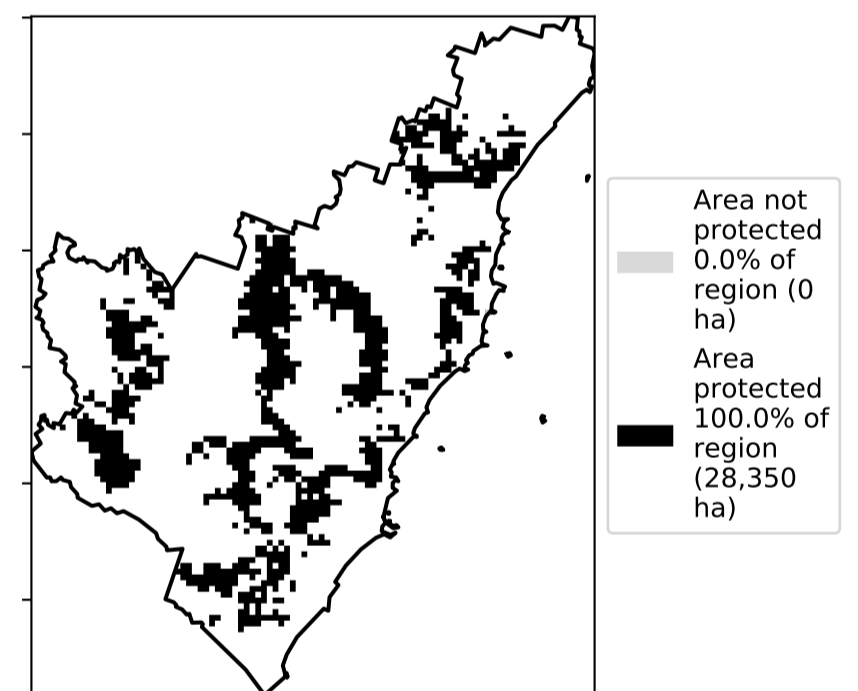 Area not
protected
0.0% of
region (0
ha)
Area
protected
100.0% of
region
(28,350
ha)